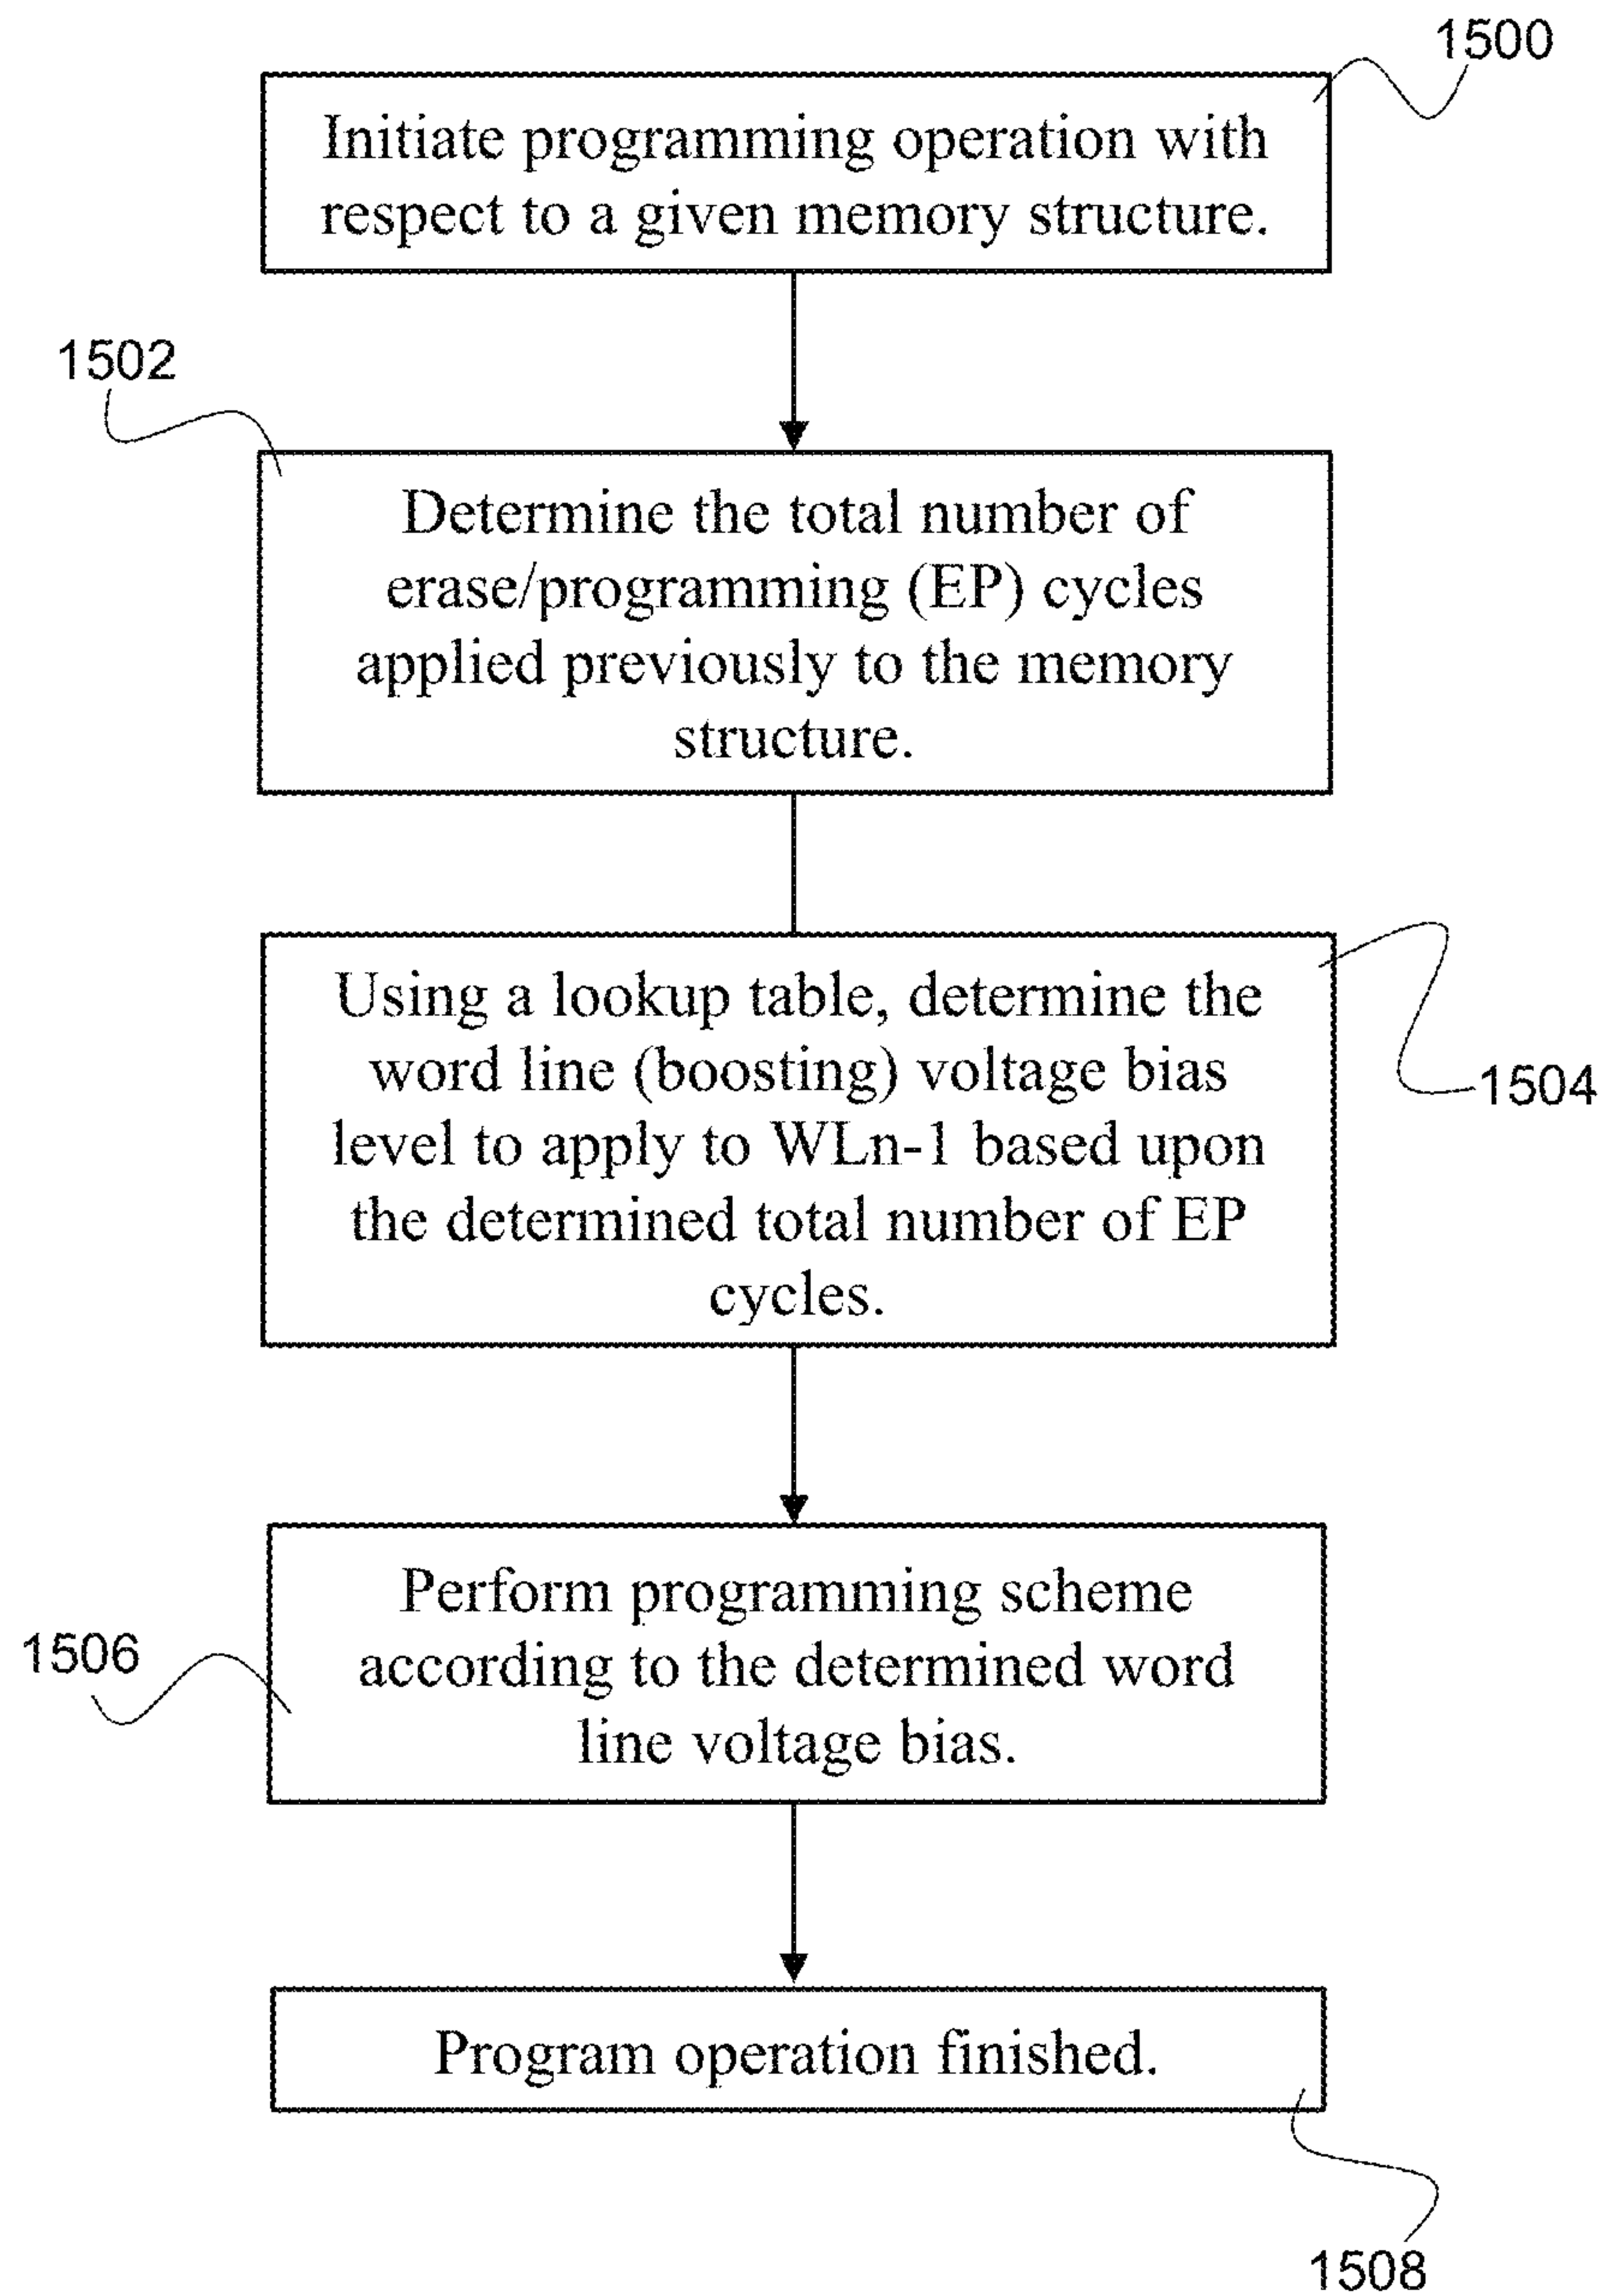 1500
Initiate programming operation with
respect to a given memory structure.
1502
Determine the total number of
erase/programming (EP) cycles
applied previously to the memory
structure.
Using a lookup table, determine the
word line (boosting) voltage bias
level to apply to WLn-1 based upon
the determined total number of EP
cycles.
1504
Perform programming scheme
according to the determined word
line voltage bias.
1506
Program operation finished.
1508